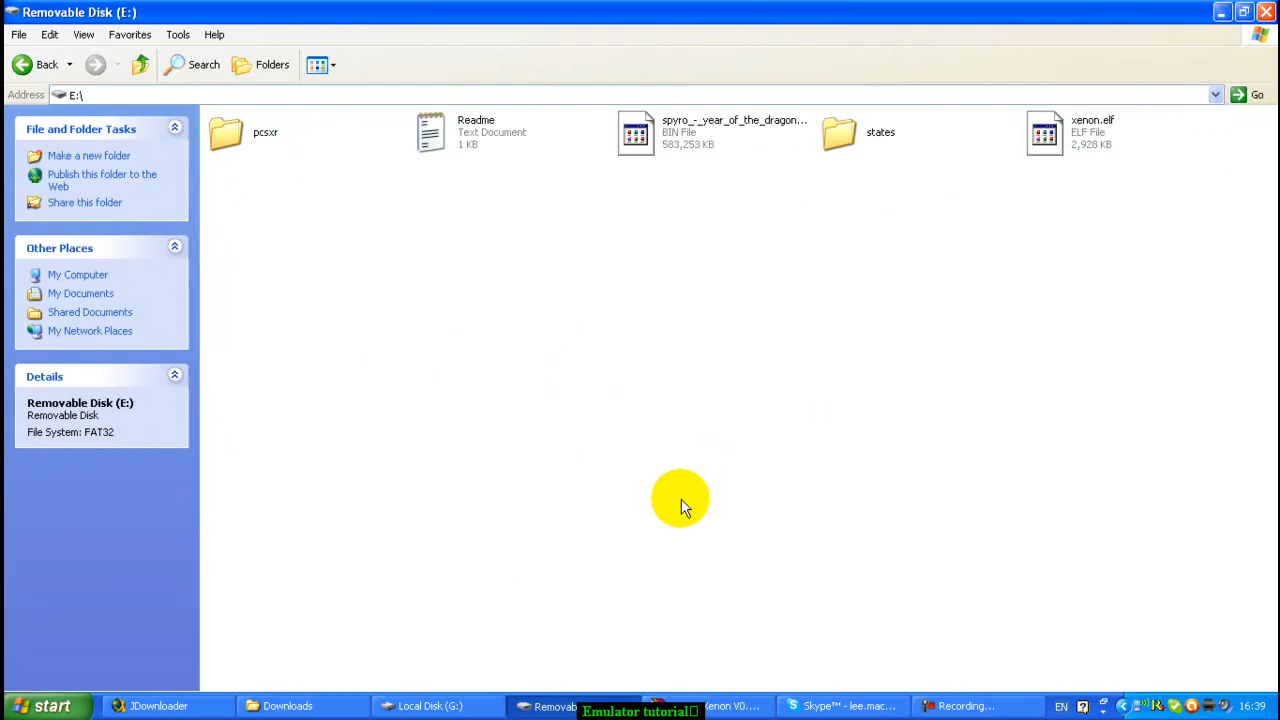 Removable Disk (E:)
File Edit View Favorites Tools Help
Back Search Folders
Address E:\ Go
File and Folder Tasks
Make a new folder
Publish this folder to the
Web
Share this folder
Other Places
My Computer
My Documents
Shared Documents
My Network Places
Details
Removable Disk (E:)
Removable Disk
File System: FAT32
pcsxr
Readme
Text Document
1 KB
spyro_-_year_of_the_dragon...
BIN File
583,253 KB
states
xenon.elf
ELF File
2,928 KB
start JDownloader Downloads Local Disk (G:) Removab enon V0.... Skype™ - lee.mac... Recording... EN 16:39
Emulator tutorial